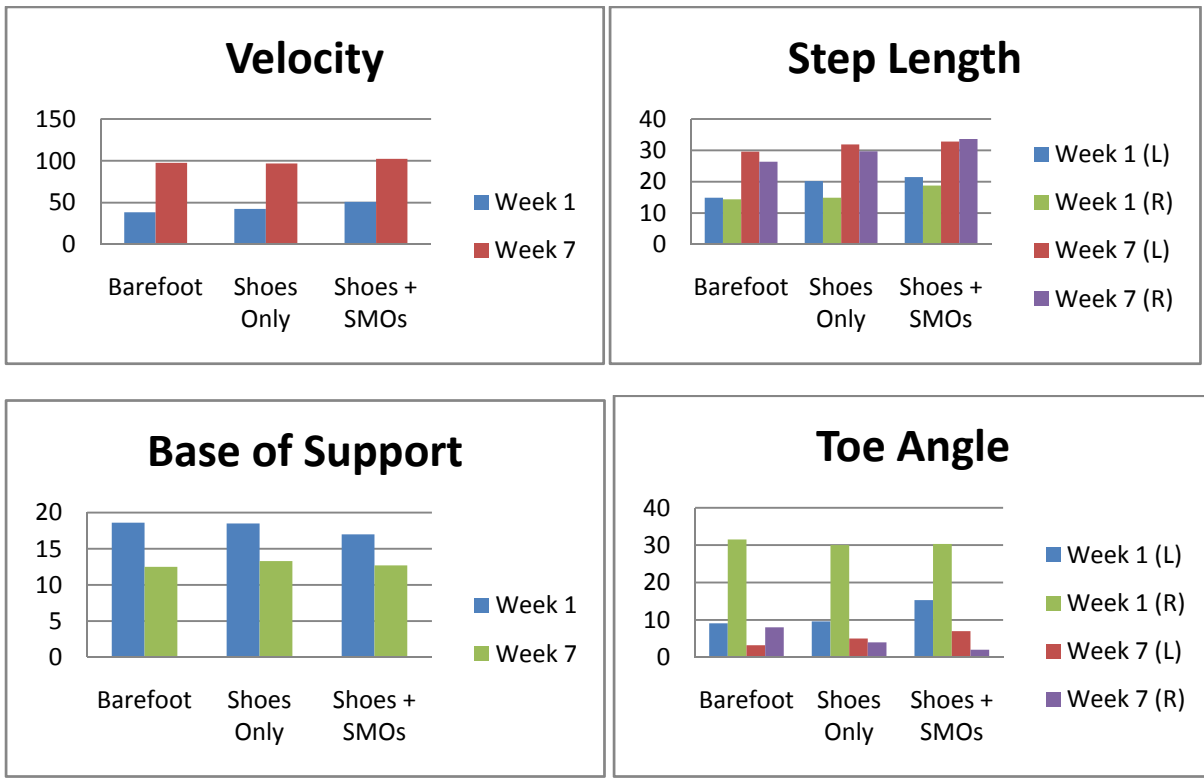 Velocity
150
100
50
0
Barefoot
Shoes
Only
Shoes +
SMOs
Week 1
Week 7
Step Length
40
30
20
10
0
Barefoot
Shoes
Only
Shoes +
SMOs
Week 1 (L)
Week 1 (R)
Week 7 (L)
Week 7 (R)
Base of Support
20
15
10
5
0
Barefoot
Shoes
Only
Shoes +
SMOs
Week 1
Week 7
Toe Angle
40
30
20
10
0
Barefoot
Shoes
Only
Shoes +
SMOs
Week 1 (L)
Week 1 (R)
Week 7 (L)
Week 7 (R)